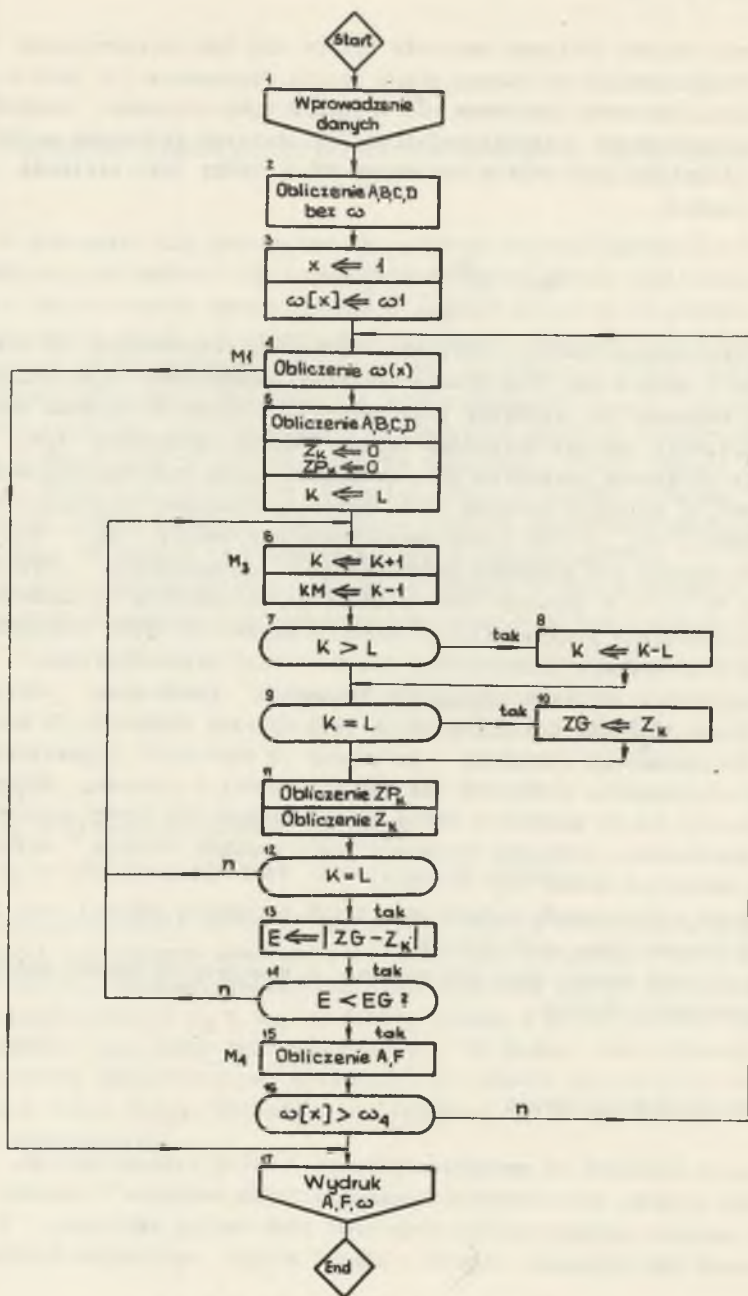 Start
1
Wprowadzenie
danych
2
Obliczenie A,B,C,D
bez ω
3
x ⇐ 1
ω[x] ⇐ ω1
4
M1
Obliczenie ω(x)
5
Obliczenie A,B,C,D
Z_K ⇐ 0
ZP_K ⇐ 0
K ⇐ L
6
M₃
K ⇐ K+1
KM ⇐ K-1
7
K > L
tak
8
K ⇐ K-L
9
K = L
tak
10
ZG ⇐ Z_K
11
Obliczenie ZP_K
Obliczenie Z_K
12
n
K = L
13 tak
E ⇐ |ZG - Z_K|
14 tak
n
E < EG ?
15 tak
M₄
Obliczenie A,F
16
ω[x] > ω₄
n
17
Wydruk
A,F,ω
End